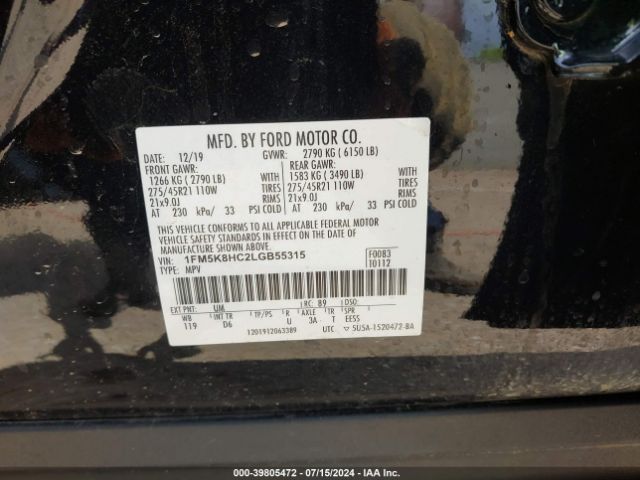 MFD. BY FORD MOTOR CO.
DATE: 12/19 GVWR: 2790 KG ( 6150 LB)
FRONT GAWR: REAR GAWR:
1266 KG ( 2790 LB) WITH 1583 KG ( 3490 LB) WITH
275/45R21 110W TIRES 275/45R21 110W TIRES
21x9.0J RIMS 21x9.0J RIMS
AT 230 kPa/ 33 PSI COLD AT 230 kPa/ 33 PSI COLD
THIS VEHICLE CONFORMS TO ALL APPLICABLE FEDERAL MOTOR
VEHICLE SAFETY STANDARDS IN EFFECT ON THE DATE OF
MANUFACTURE SHOWN ABOVE.
VIN: 1FM5K8HC2LGB55315 F0083
TYPE: MPV T0112
EXT PNT: UM RC: 89 DSO:
WB INT TR TP/PS R AXLE TR SPR
119 D6 U 3A T EESS
1201912063389 UTC SU5A-1520472-BA
000-39805472 - 07/15/2024 - IAA Inc.